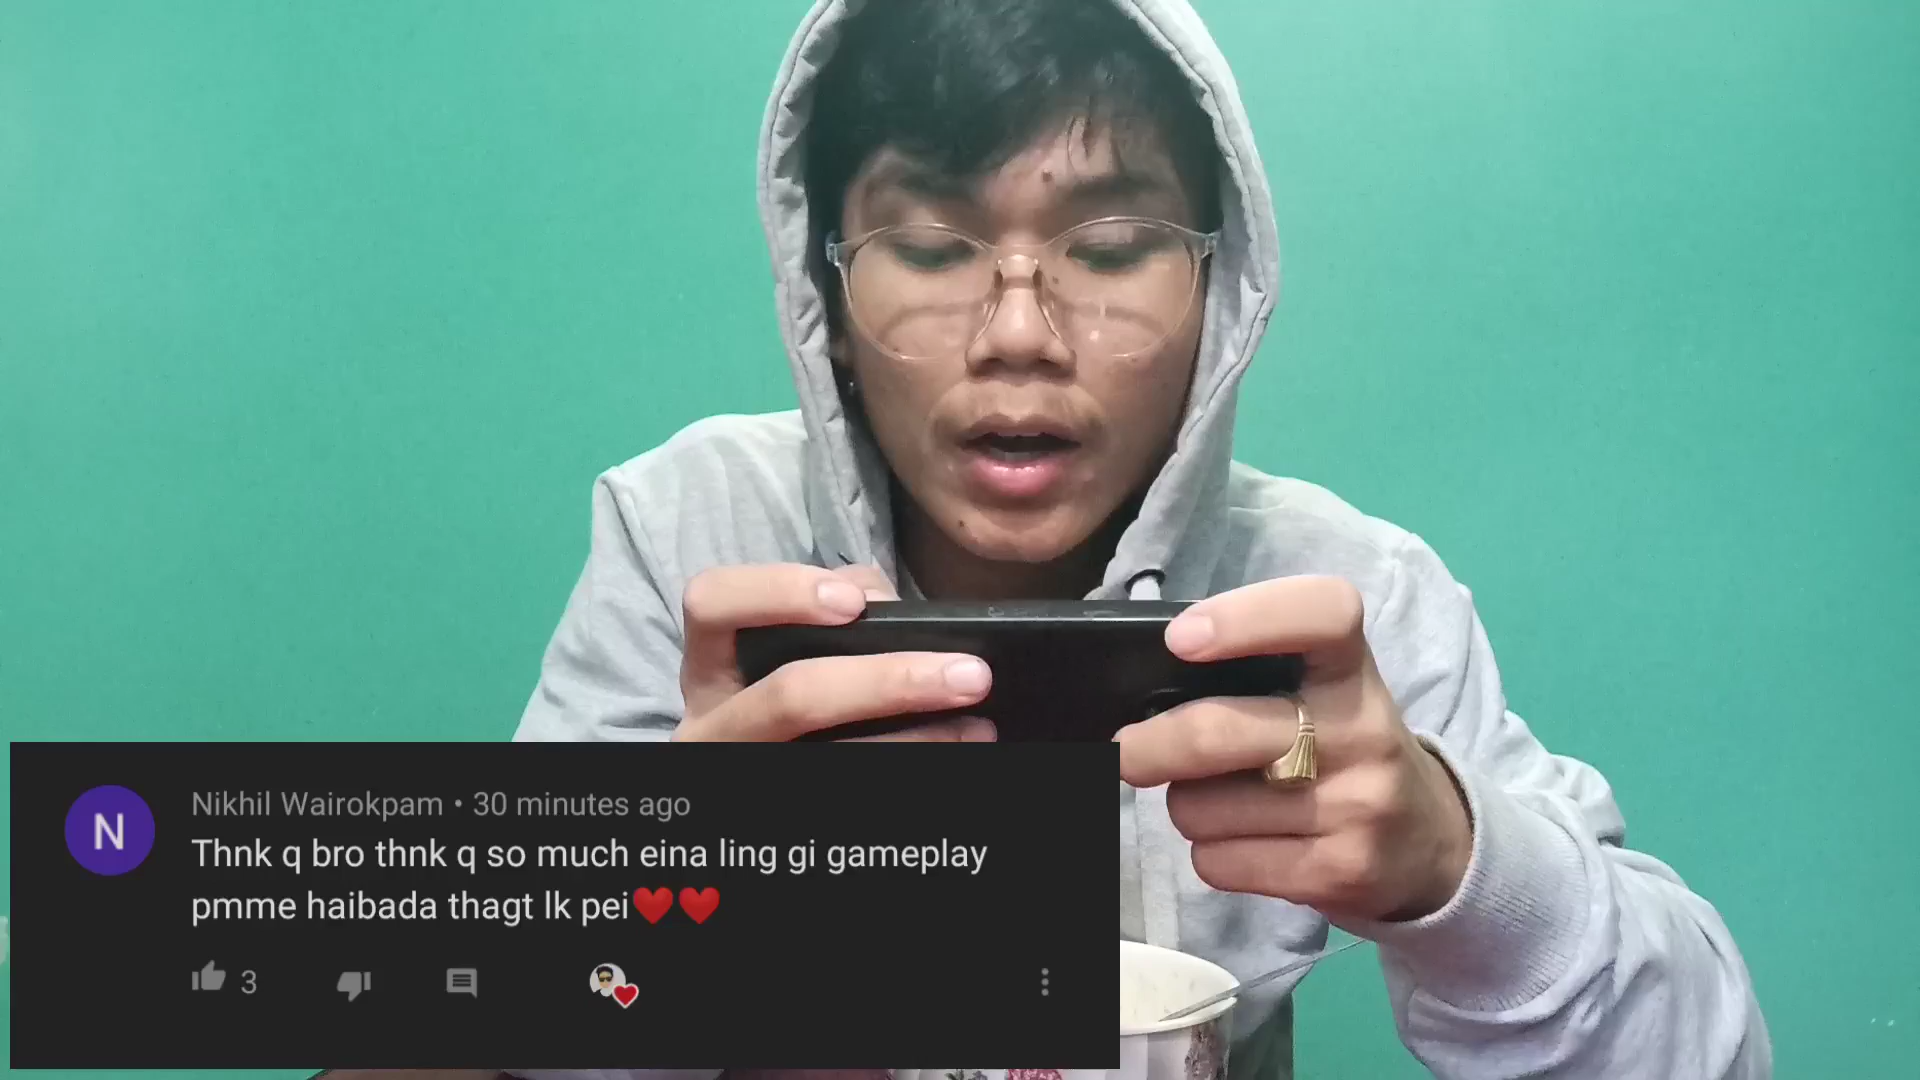 N
Nikhil Wairokpam • 30 minutes ago
Thnk q bro thnk q so much eina ling gi gameplay
pmme haibada thagt lk pei❤️❤️
3